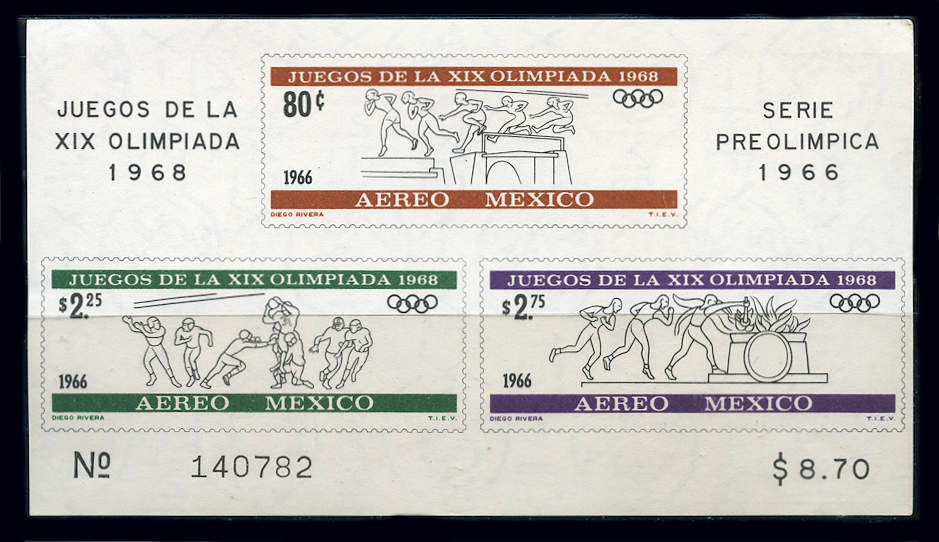 JUEGOS DE LA
XIX OLIMPIADA
1968
JUEGOS DE LA XIX OLIMPIADA 1968
80¢
1966
AEREO MEXICO
DIEGO RIVERA T.I.E.V.
SERIE
PREOLIMPICA
1966
JUEGOS DE LA XIX OLIMPIADA 1968
$2.25
1966
AEREO MEXICO
DIEGO RIVERA T.I.E.V.
JUEGOS DE LA XIX OLIMPIADA 1968
$2.75
1966
AEREO MEXICO
DIEGO RIVERA T.I.E.V.
Nº 140782
$8.70